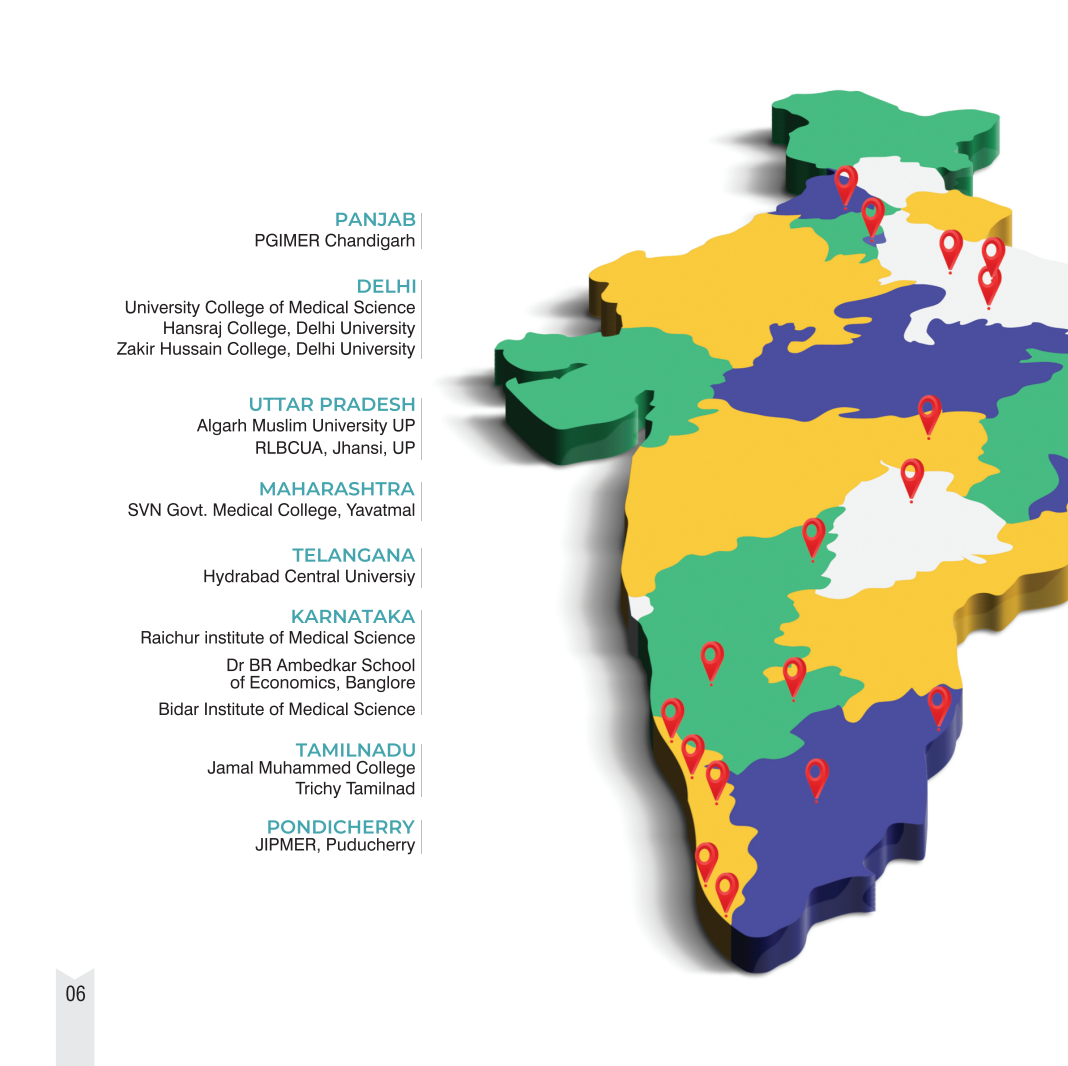 PANJAB
PGIMER Chandigarh
DELHI
University College of Medical Science
Hansraj College, Delhi University
Zakir Hussain College, Delhi University
UTTAR PRADESH
Algarh Muslim University UP
RLBCUA, Jhansi, UP
MAHARASHTRA
SVN Govt. Medical College, Yavatmal
TELANGANA
Hydrabad Central Universiy
KARNATAKA
Raichur institute of Medical Science
Dr BR Ambedkar School
of Economics, Banglore
Bidar Institute of Medical Science
TAMILNADU
Jamal Muhammed College
Trichy Tamilnad
PONDICHERRY
JIPMER, Puducherry
06